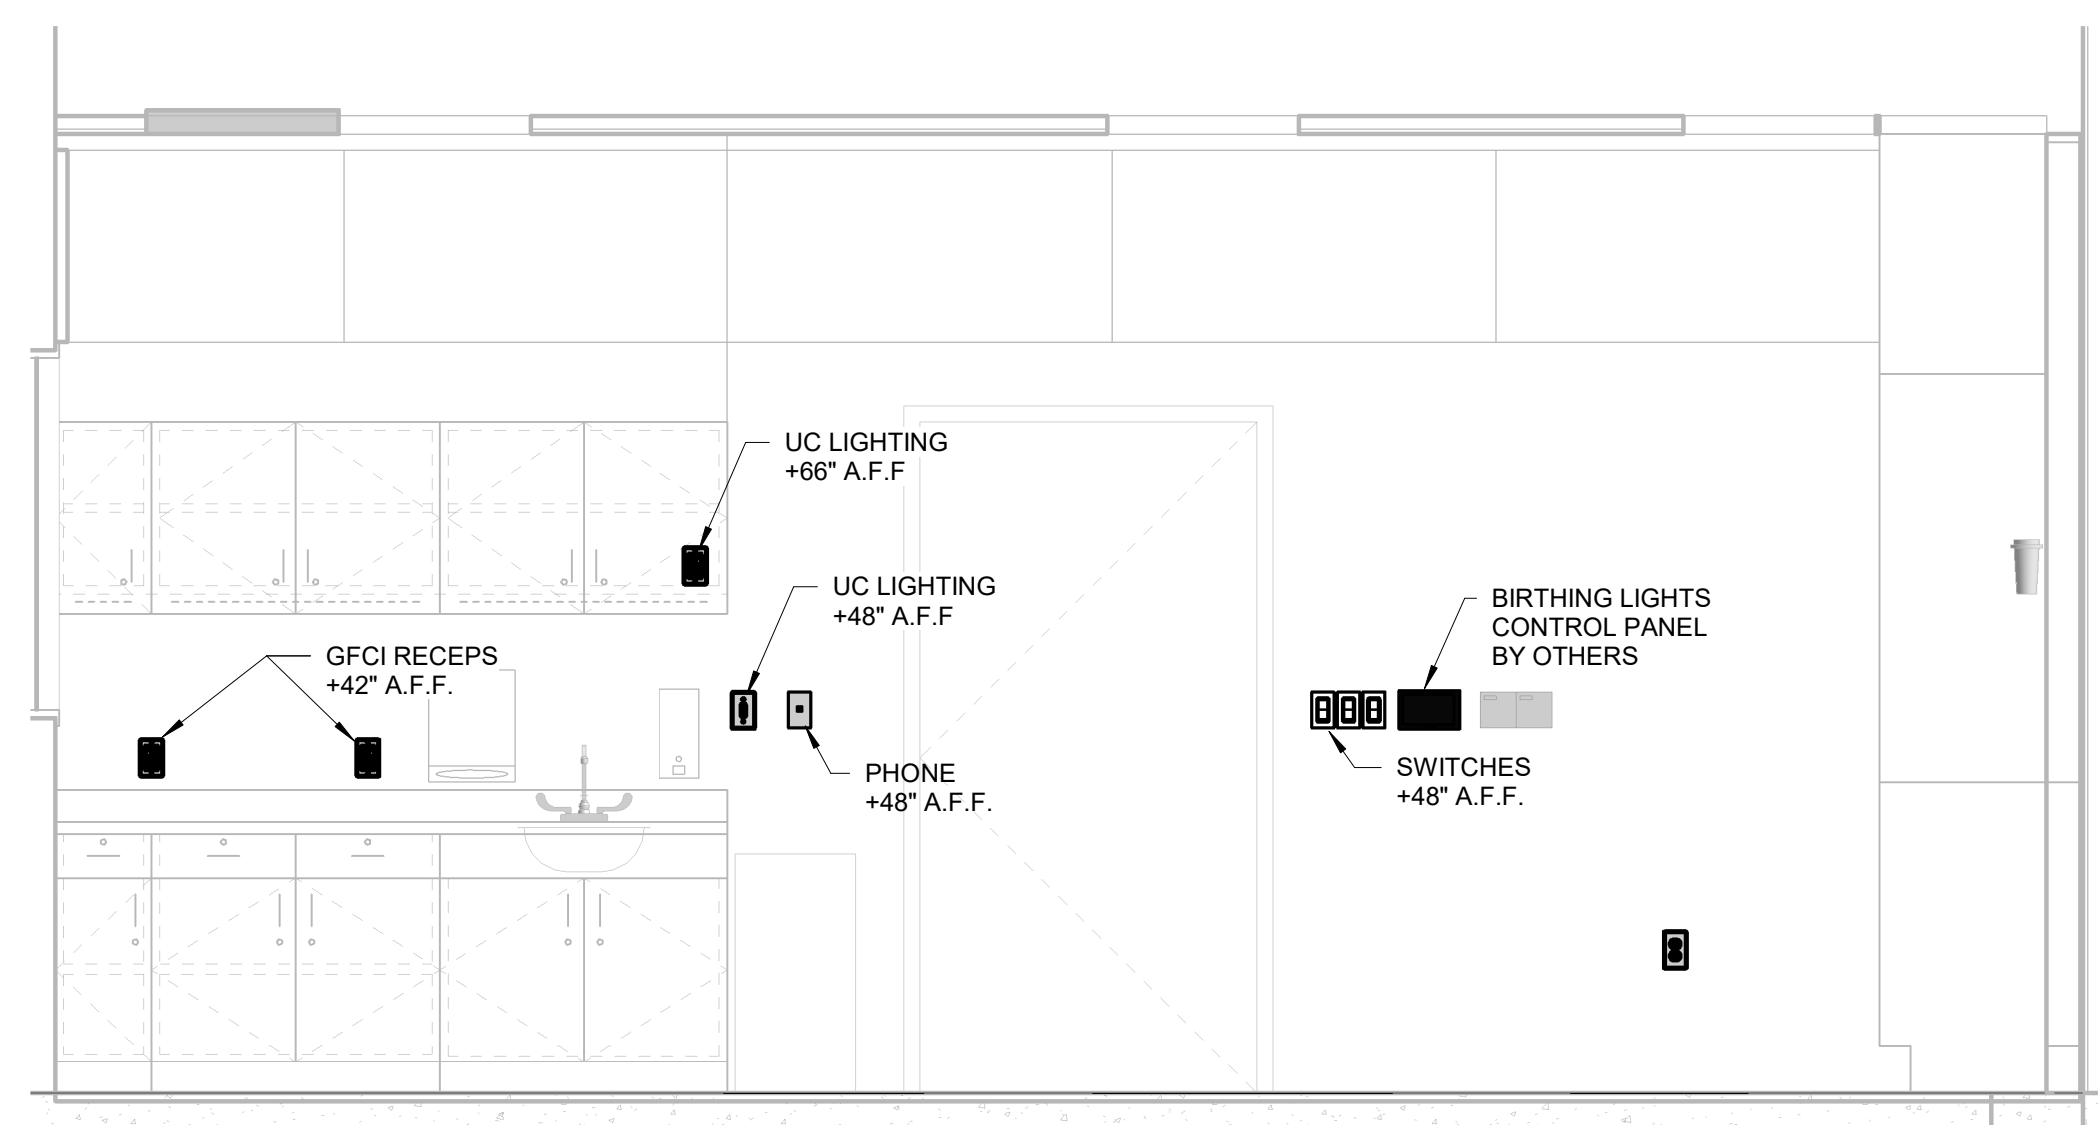 UC LIGHTING
+66" A.F.F
UC LIGHTING
+48" A.F.F
BIRTHING LIGHTS
CONTROL PANEL
BY OTHERS
GFCI RECEPS
+42" A.F.F.
PHONE
+48" A.F.F.
SWITCHES
+48" A.F.F.